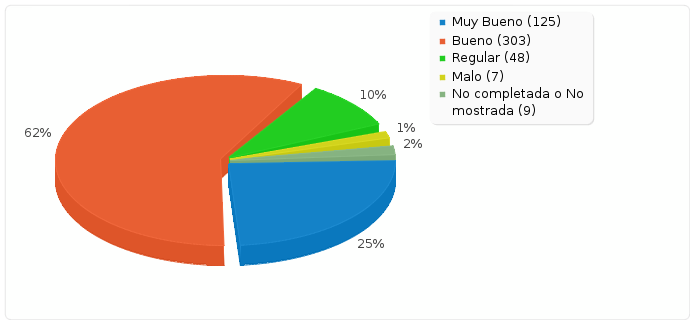 Muy Bueno (125)
Bueno (303)
Regular (48)
Malo (7)
No completada o No
mostrada (9)
62%
10%
1%
2%
25%